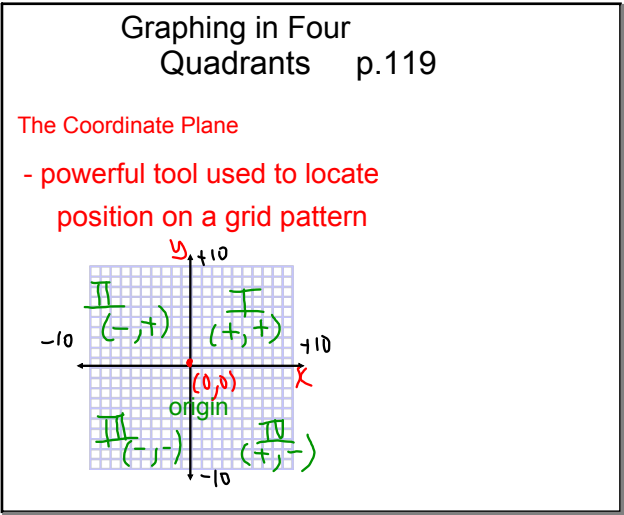 Graphing in Four
Quadrants p.119
The Coordinate Plane
- powerful tool used to locate
position on a grid pattern
y +10
II I
(-,+) (+,+)
-10 +10
(0,0) x
origin
III IV
(-,-) (+,-)
-10